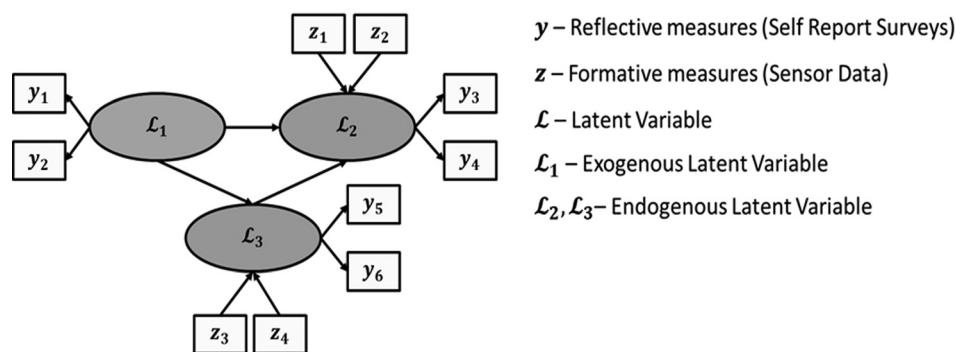 z₁ z₂
y₁ y₃
ℒ₁ ℒ₂
y₂ y₄
y₅
ℒ₃
y₆
z₃ z₄
y – Reflective measures (Self Report Surveys)
z – Formative measures (Sensor Data)
ℒ – Latent Variable
ℒ₁ – Exogenous Latent Variable
ℒ₂, ℒ₃– Endogenous Latent Variable